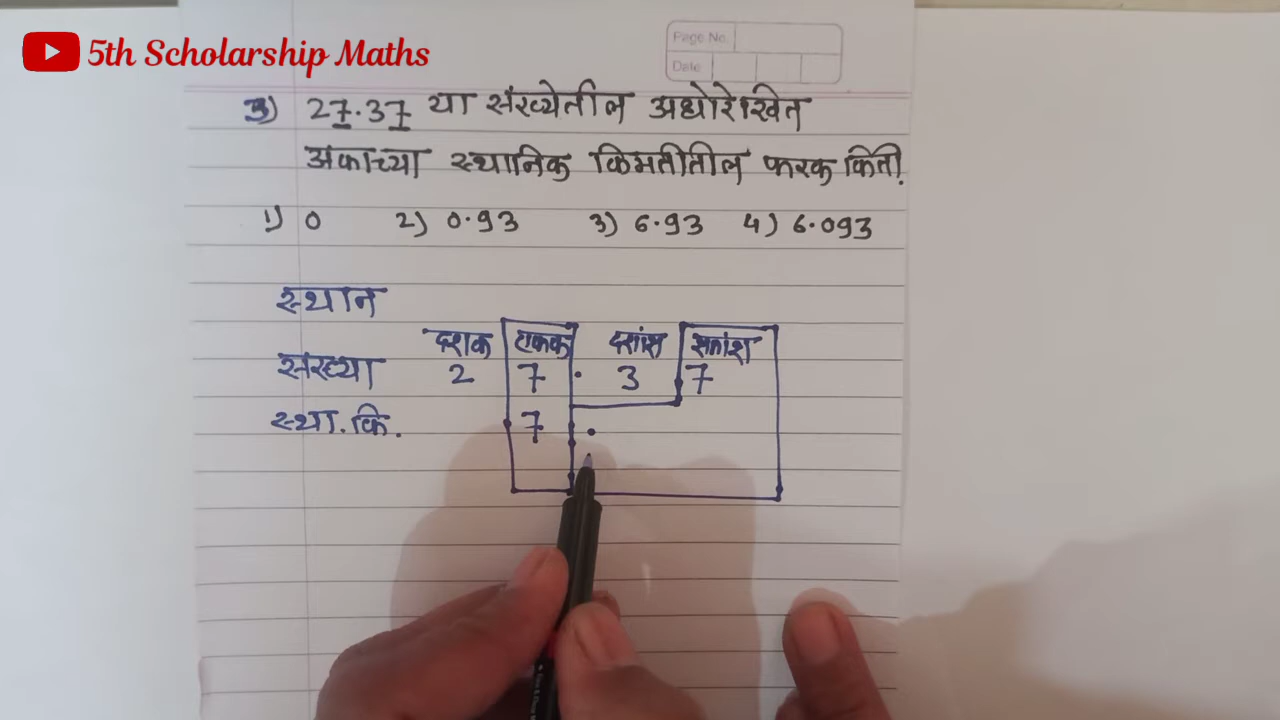 5th Scholarship Maths
Page No.
Date
3) 27.37 या संख्येतील अधोरेखित
अंकाच्या स्थानिक किंमतीतील फरक किती.
1) 0 2) 0.93 3) 6.93 4) 6.093
स्थान
दशक एकक दशांश शतांश
संख्या 2 7 . 3 7
स्था. कि. 7 .